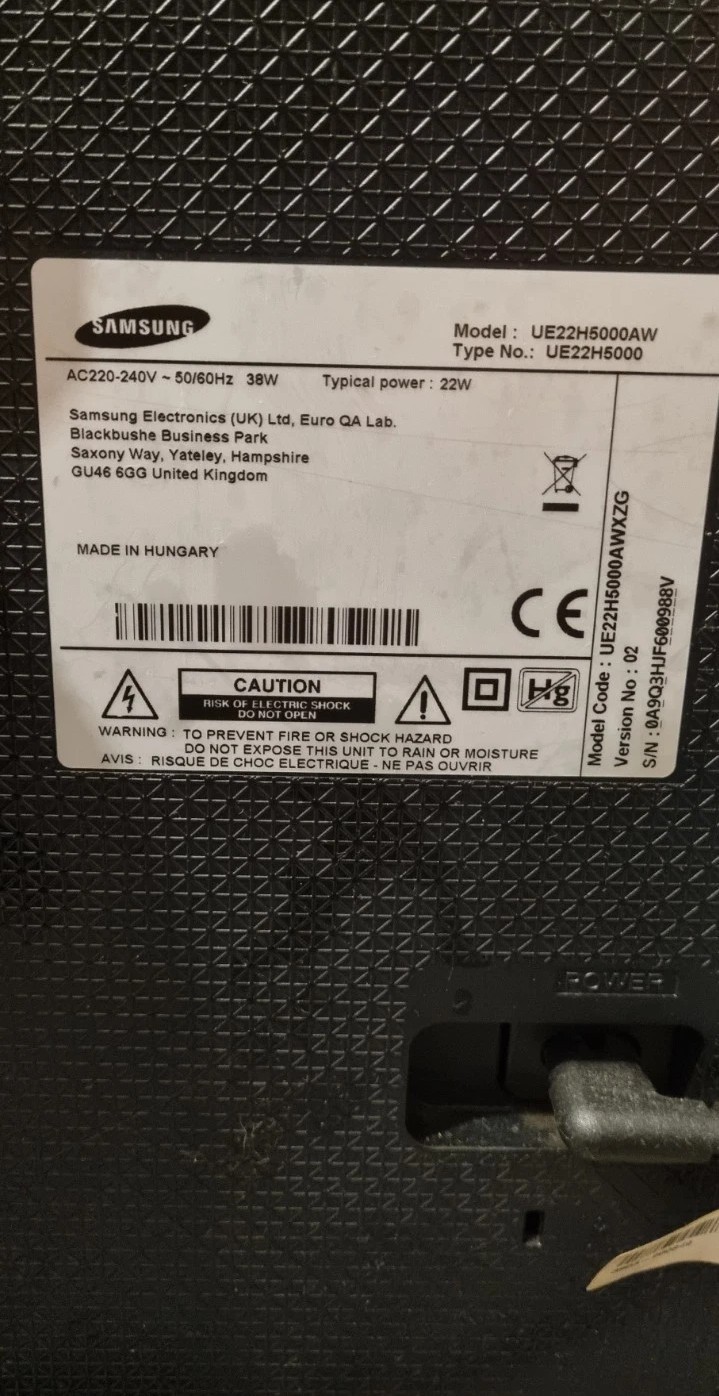 SAMSUNG
Model : UE22H5000AW
Type No.: UE22H5000
AC220-240V ~ 50/60Hz 38W Typical power : 22W
Samsung Electronics (UK) Ltd, Euro QA Lab.
Blackbushe Business Park
Saxony Way, Yateley, Hampshire
GU46 6GG United Kingdom
MADE IN HUNGARY
CE
Hg
CAUTION
RISK OF ELECTRIC SHOCK
DO NOT OPEN
WARNING : TO PREVENT FIRE OR SHOCK HAZARD
DO NOT EXPOSE THIS UNIT TO RAIN OR MOISTURE
AVIS : RISQUE DE CHOC ELECTRIQUE - NE PAS OUVRIR
Model Code : UE22H5000AWXZG
Version No : 02
S/N : 0A9Q3HJF600988V
POWER